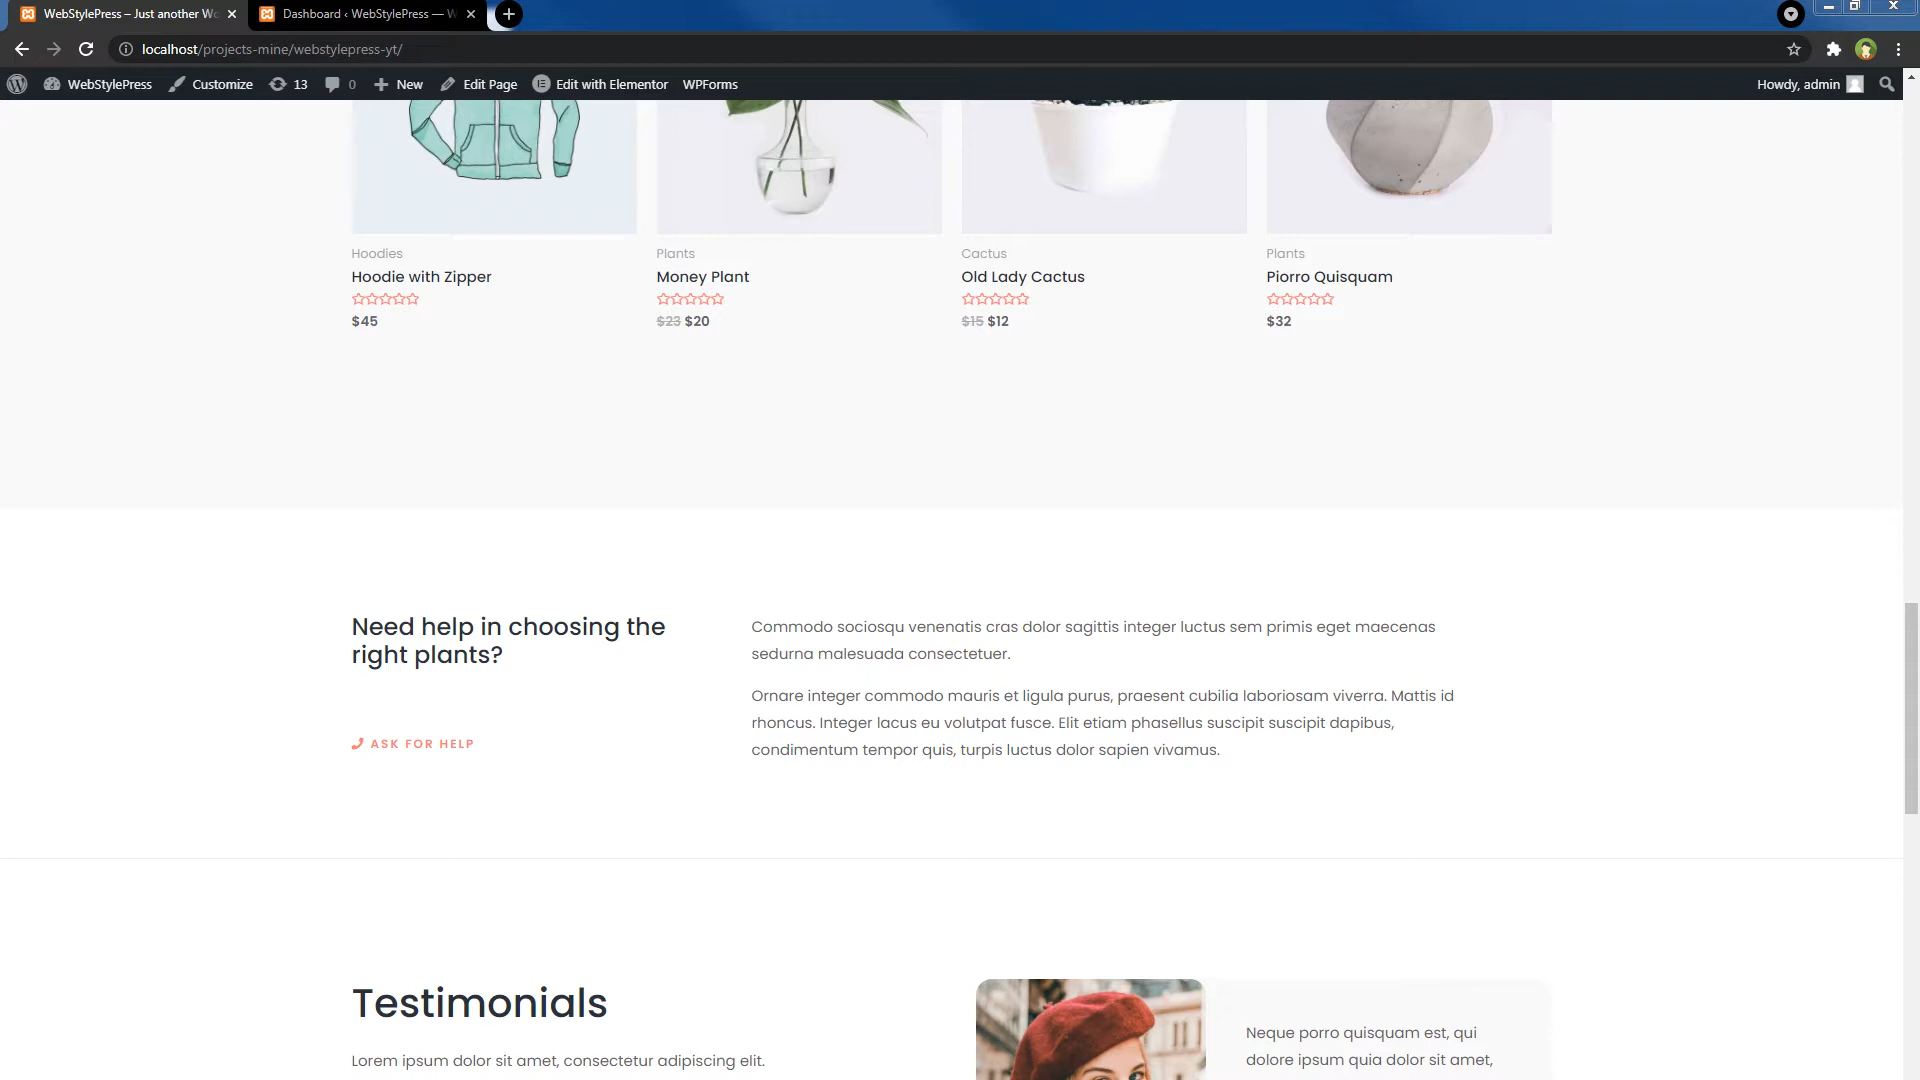 WebStylePress – Just another Wo
Dashboard ‹ WebStylePress — W
localhost/projects-mine/webstylepress-yt/
WebStylePress
Customize
13
0
New
Edit Page
Edit with Elementor
WPForms
Howdy, admin
Hoodies
Hoodie with Zipper
$45
Plants
Money Plant
$23 $20
Cactus
Old Lady Cactus
$15 $12
Plants
Piorro Quisquam
$32
Need help in choosing the
right plants?
ASK FOR HELP
Commodo sociosqu venenatis cras dolor sagittis integer luctus sem primis eget maecenas
sedurna malesuada consectetuer.
Ornare integer commodo mauris et ligula purus, praesent cubilia laboriosam viverra. Mattis id
rhoncus. Integer lacus eu volutpat fusce. Elit etiam phasellus suscipit suscipit dapibus,
condimentum tempor quis, turpis luctus dolor sapien vivamus.
Testimonials
Lorem ipsum dolor sit amet, consectetur adipiscing elit.
Neque porro quisquam est, qui
dolore ipsum quia dolor sit amet,